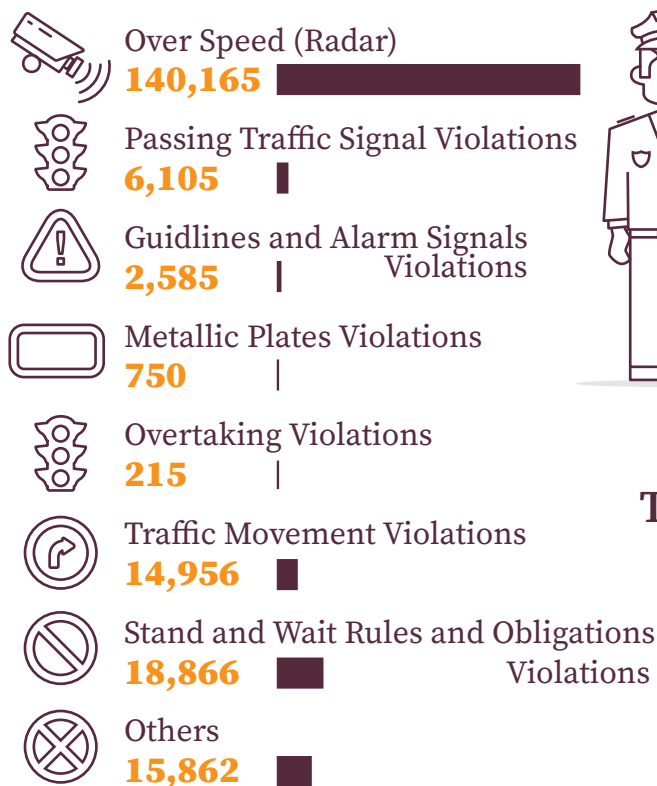 Over Speed (Radar)
140,165
Passing Traffic Signal Violations
6,105
Guidlines and Alarm Signals
Violations
2,585
Metallic Plates Violations
750
Overtaking Violations
215
T
Traffic Movement Violations
14,956
Stand and Wait Rules and Obligations
Violations
18,866
Others
15,862